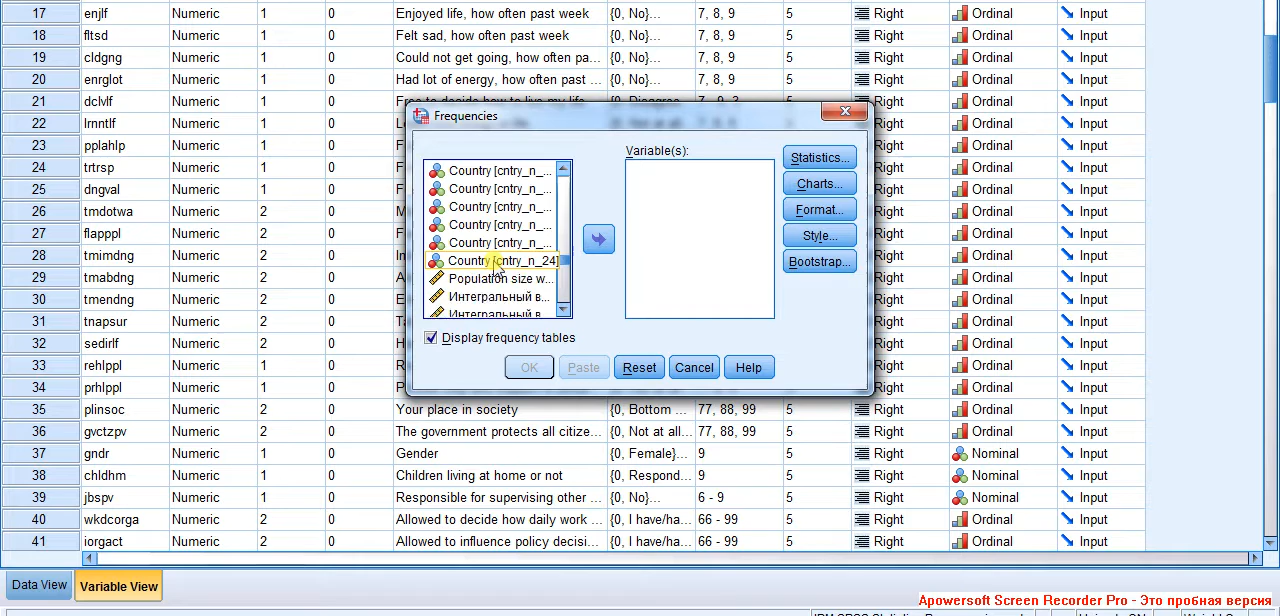 17 enjlf Numeric 1 0 Enjoyed life, how often past week {0, No}... 7, 8, 9 5 Right Ordinal Input
18 fltsd Numeric 1 0 Felt sad, how often past week {0, No}... 7, 8, 9 5 Right Ordinal Input
19 cldgng Numeric 1 0 Could not get going, how often pa... {0, No}... 7, 8, 9 5 Right Ordinal Input
20 enrglot Numeric 1 0 Had lot of energy, how often past ... {0, No}... 7, 8, 9 5 Right Ordinal Input
21 dclvlf Numeric 1 0 Right Ordinal Input
22 lrnntlf Numeric 1 0 Right Ordinal Input
23 pplahlp Numeric 1 0 Right Ordinal Input
24 trtrsp Numeric 1 0 Right Ordinal Input
25 dngval Numeric 1 0 Right Ordinal Input
26 tmdotwa Numeric 2 0 Right Ordinal Input
27 flapppl Numeric 2 0 Right Ordinal Input
28 tmimdng Numeric 2 0 Right Ordinal Input
29 tmabdng Numeric 2 0 Right Ordinal Input
30 tmendng Numeric 2 0 Right Ordinal Input
31 tnapsur Numeric 2 0 Right Ordinal Input
32 sedirlf Numeric 2 0 Right Ordinal Input
33 rehlppl Numeric 1 0 Right Ordinal Input
34 prhlppl Numeric 1 0 Right Ordinal Input
35 plinsoc Numeric 2 0 Your place in society {0, Bottom ... 77, 88, 99 5 Right Ordinal Input
36 gvctzpv Numeric 2 0 The government protects all citize... {0, Not at all... 77, 88, 99 5 Right Ordinal Input
37 gndr Numeric 1 0 Gender {0, Female}... 9 5 Right Nominal Input
38 chldhm Numeric 1 0 Children living at home or not {0, Respond... 9 5 Right Nominal Input
39 jbspv Numeric 1 0 Responsible for supervising other ... {0, No}... 6 - 9 5 Right Nominal Input
40 wkdcorga Numeric 2 0 Allowed to decide how daily work ... {0, I have/ha... 66 - 99 5 Right Ordinal Input
41 iorgact Numeric 2 0 Allowed to influence policy decisi... {0, I have/ha... 66 - 99 5 Right Ordinal Input
Frequencies
Variable(s):
Country [cntry_n_...
Country [cntry_n_...
Country [cntry_n_...
Country [cntry_n_...
Country [cntry_n_...
Country [cntry_n_24]
Population size w...
Интегральный в...
Интегральный в...
Statistics...
Charts...
Format...
Style...
Bootstrap...
Display frequency tables
OK Paste Reset Cancel Help
Data View Variable View
Apowersoft Screen Recorder Pro - Это пробная версия